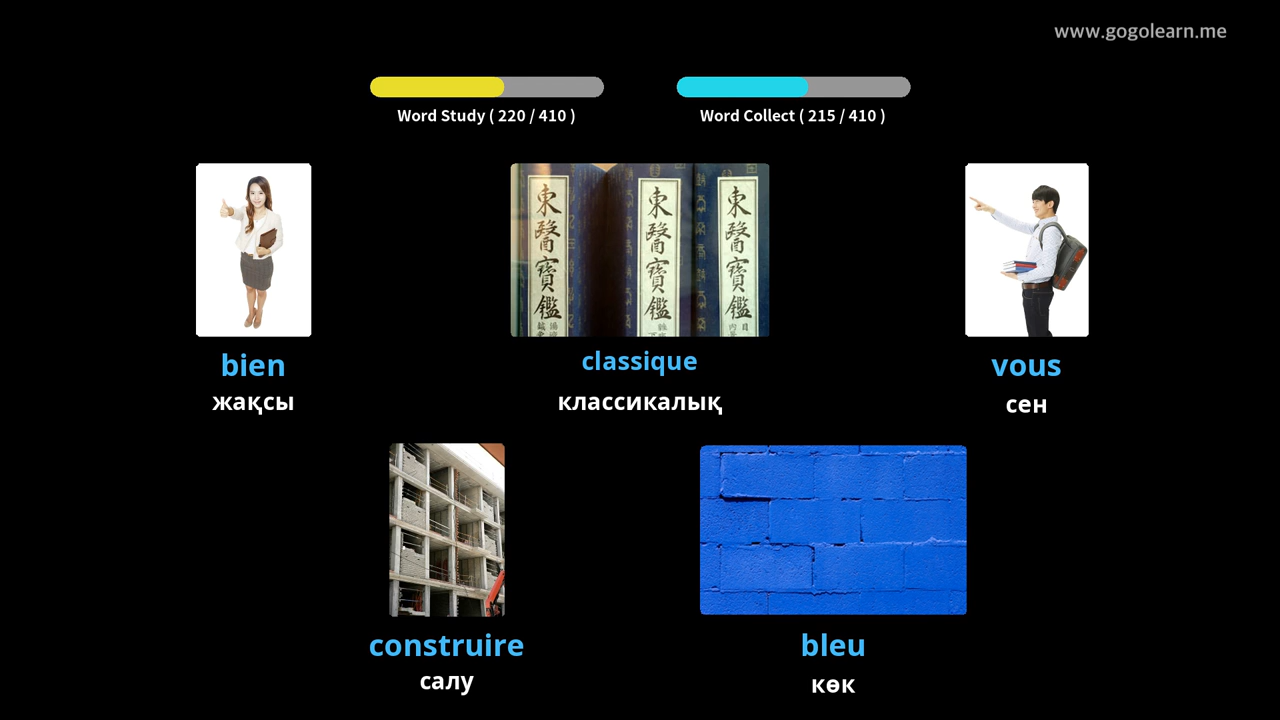 www.gogolearn.me
Word Study ( 220 / 410 )
Word Collect ( 215 / 410 )
東醫寶鑑
東醫寶鑑
東醫寶鑑
bien
classique
vous
жақсы
классикалық
сен
construire
bleu
салу
көк